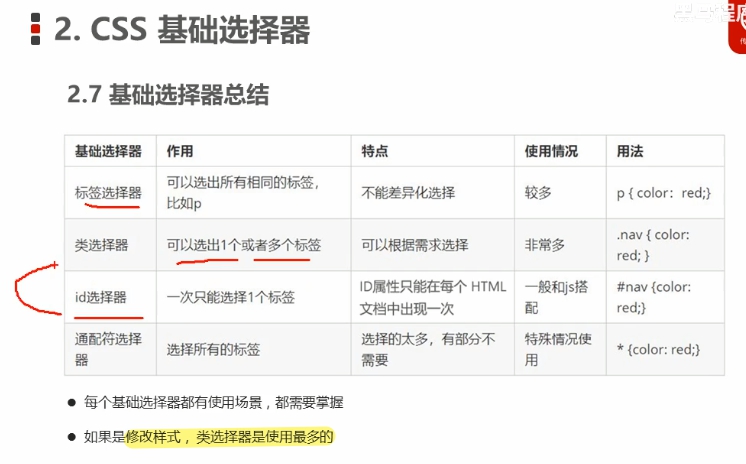 2. CSS 基础选择器
2.7 基础选择器总结
基础选择器 作用 特点 使用情况 用法
标签选择器 可以选出所有相同的标签，比如p 不能差异化选择 较多 p { color：red;}
类选择器 可以选出1个或者多个标签 可以根据需求选择 非常多 .nav { color: red; }
id选择器 一次只能选择1个标签 ID属性只能在每个 HTML 文档中出现一次 一般和js搭配 #nav {color: red;}
通配符选择器 选择所有的标签 选择的太多，有部分不需要 特殊情况使用 * {color: red;}
● 每个基础选择器都有使用场景，都需要掌握
● 如果是修改样式，类选择器是使用最多的